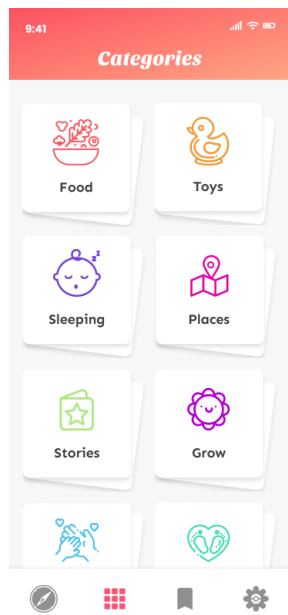 9:41
Categories
Food
Toys
Sleeping
Places
Stories
Grow